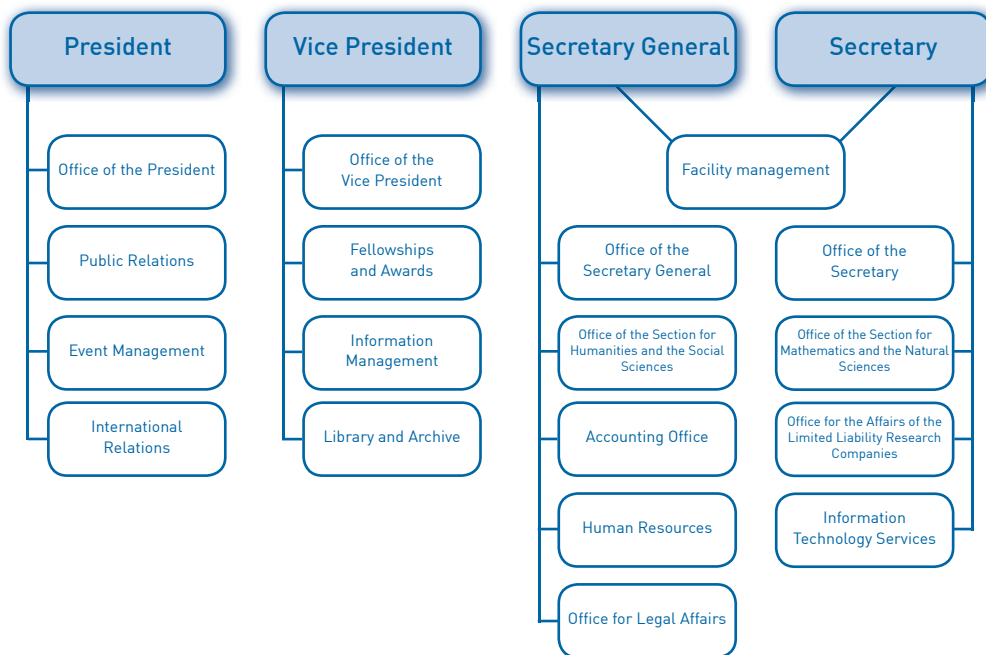 President
Office of the President
Public Relations
Event Management
International
Relations
Vice President
Office of the
Vice President
Fellowships
and Awards
Information
Management
Library and Archive
Secretary General
Secretary
Facility management
Office of the
Secretary General
Office of the Section for
Humanities and the Social
Sciences
Accounting Office
Human Resources
Office for Legal Affairs
Office of the
Secretary
Office of the Section for
Mathematics and the Natural
Sciences
Office for the Affairs of the
Limited Liability Research
Companies
Information
Technology Services